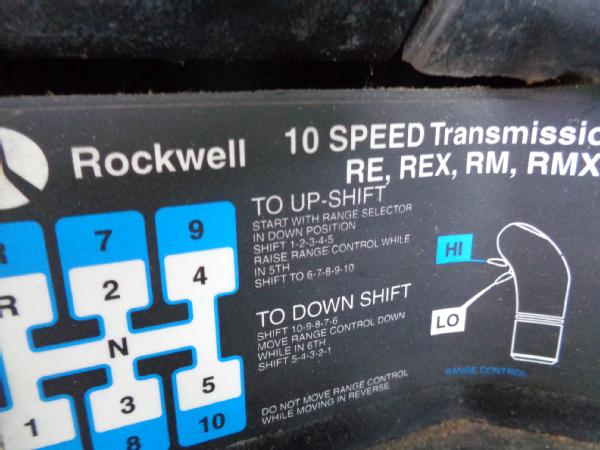 Rockwell
10 SPEED Transmissio
RE, REX, RM, RMX
TO UP-SHIFT
START WITH RANGE SELECTOR
IN DOWN POSITION
SHIFT 1-2-3-4-5
RAISE RANGE CONTROL WHILE
IN 5TH
SHIFT TO 6-7-8-9-10
TO DOWN SHIFT
SHIFT 10-9-8-7-6
MOVE RANGE CONTROL DOWN
WHILE IN 6TH
SHIFT 5-4-3-2-1
DO NOT MOVE RANGE CONTROL
WHILE MOVING IN REVERSE
R 7 9
R 2 4
N
1 3 5
8 10
HI
LO
RANGE CONTROL